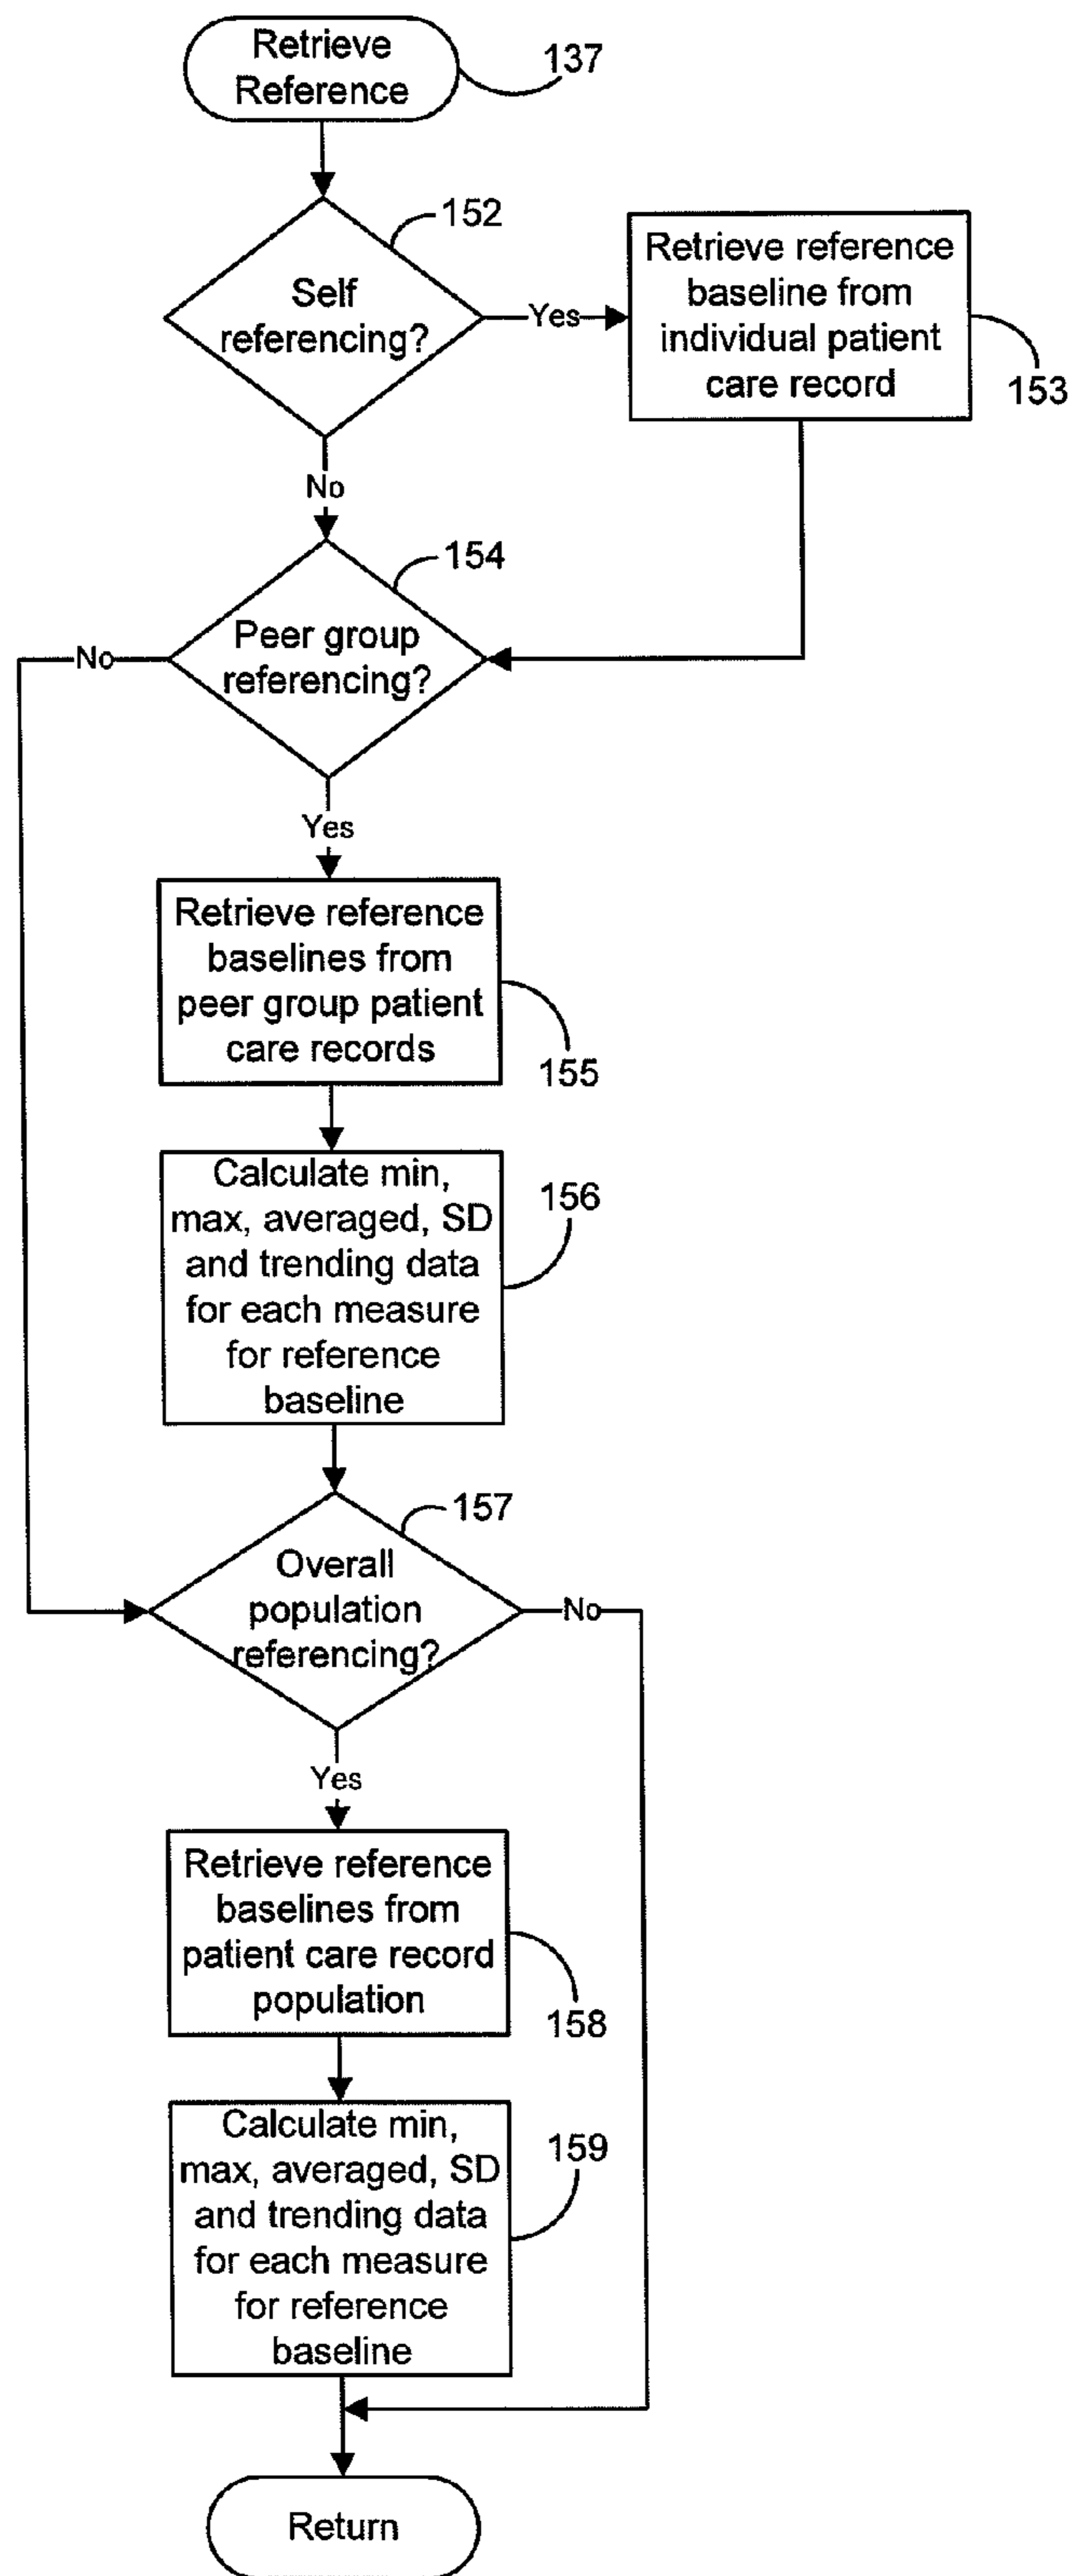 Retrieve
Reference
137
152
Self
referencing?
Yes
Retrieve reference
baseline from
individual patient
care record
153
No
154
Peer group
referencing?
No
Yes
Retrieve reference
baselines from
peer group patient
care records
155
Calculate min,
max, averaged, SD
and trending data
for each measure
for reference
baseline
156
157
Overall
population
referencing?
No
Yes
Retrieve reference
baselines from
patient care record
population
158
Calculate min,
max, averaged, SD
and trending data
for each measure
for reference
baseline
159
Return